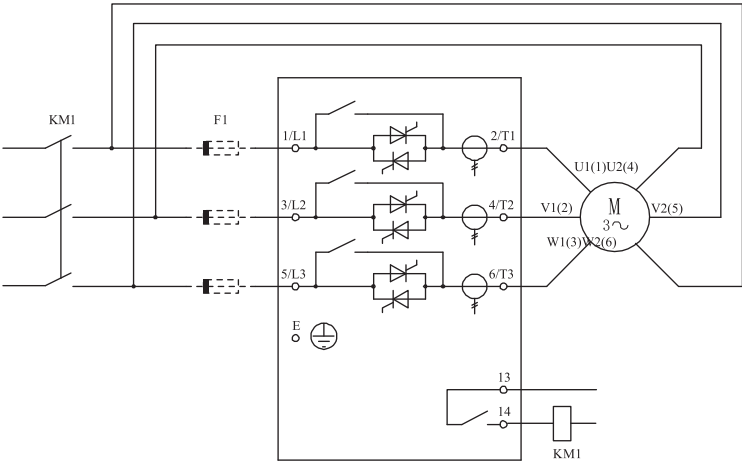 KM1
F1
1/L1
2/T1
U1(1)U2(4)
3/L2
4/T2
V1(2)
M
3~
V2(5)
W1(3)W2(6)
5/L3
6/T3
E
13
14
KM1